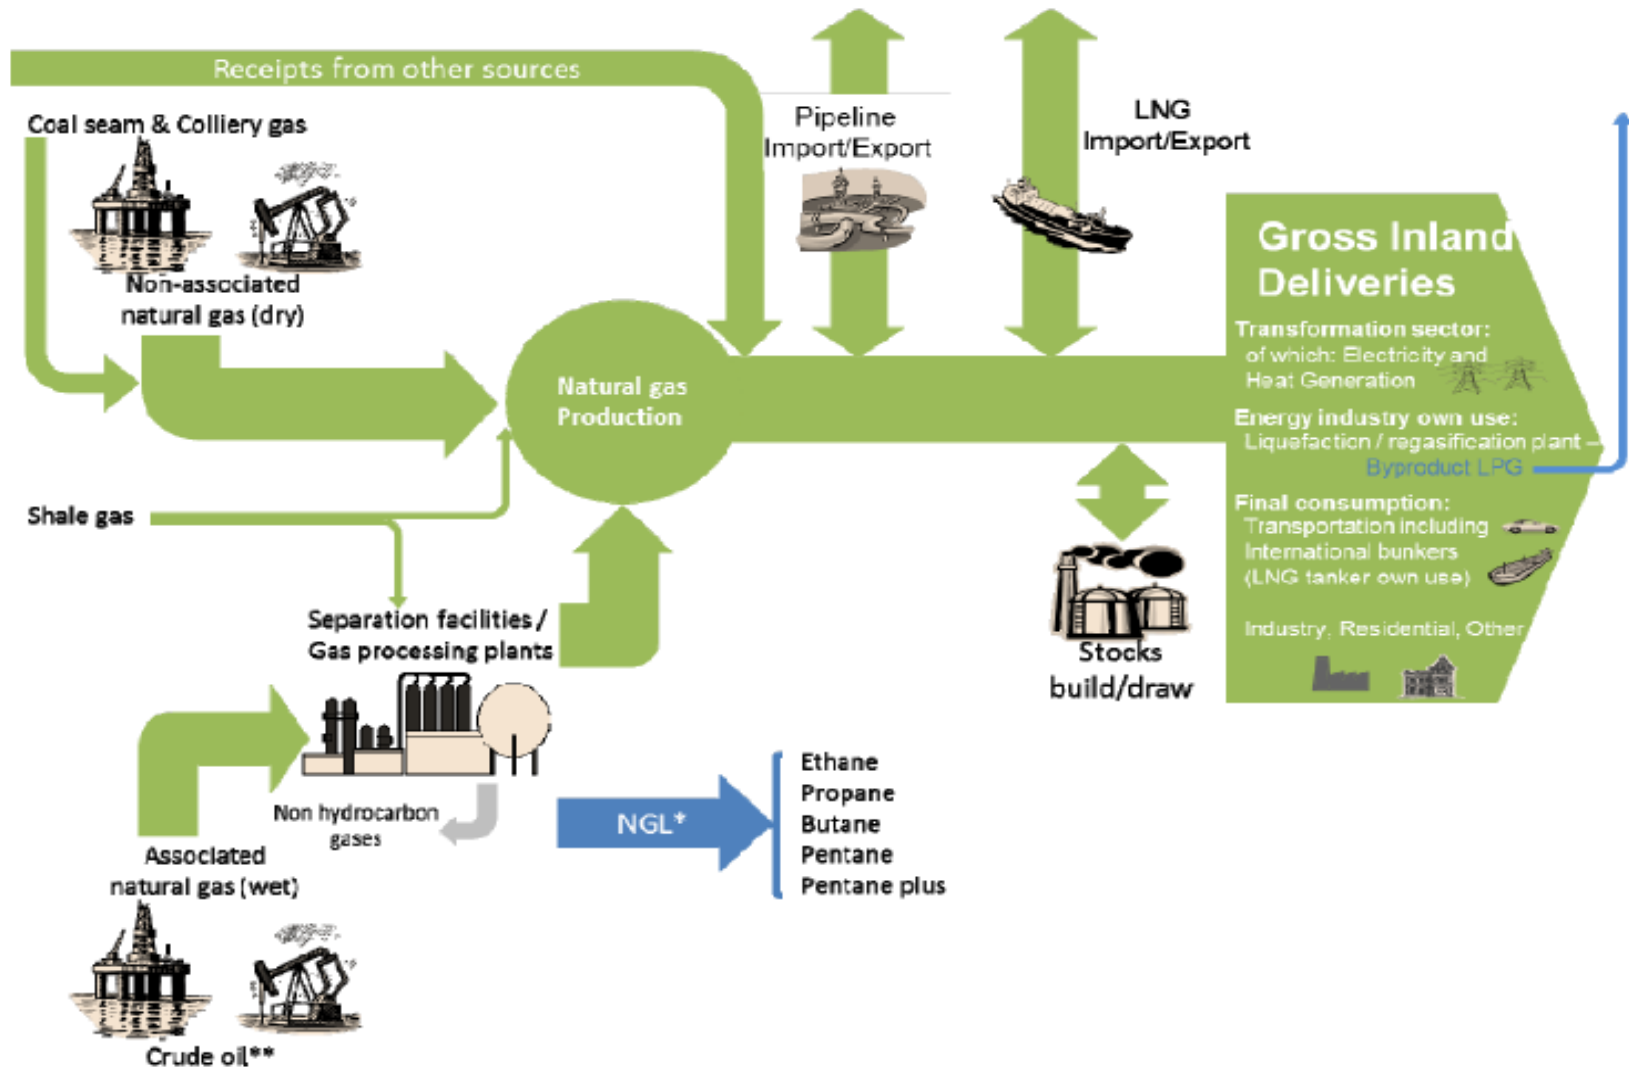 Receipts from other sources
Coal seam & Colliery gas
Non-associated
natural gas (dry)
Pipeline
Import/Export
LNG
Import/Export
Natural gas
Production
Shale gas
Separation facilities /
Gas processing plants
Non hydrocarbon
gases
Associated
natural gas (wet)
Crude oil**
NGL*
Ethane
Propane
Butane
Pentane
Pentane plus
Stocks
build/draw
Gross Inland
Deliveries
Transformation sector:
of which: Electricity and
Heat Generation
Energy industry own use:
Liquefaction / regasification plant –
Byproduct LPG
Final consumption:
Transportation including
International bunkers
(LNG tanker own use)
Industry, Residential, Other